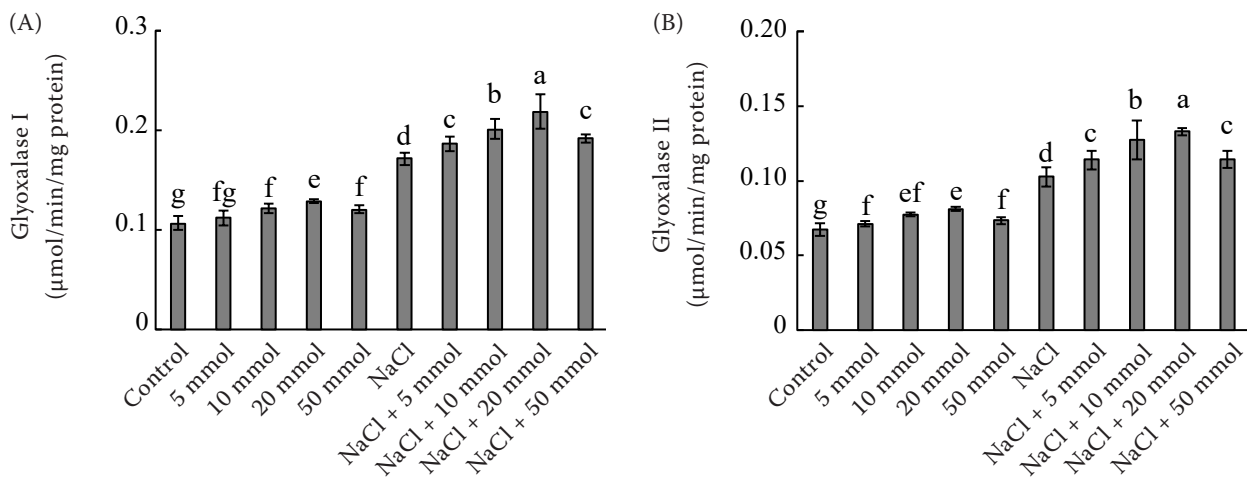 (A)
Glyoxalase I
(µmol/min/mg protein)
0.3
0.2
0.1
0
g
fg
f
e
f
d
c
b
a
c
Control
5 mmol
10 mmol
20 mmol
50 mmol
NaCl
NaCl + 5 mmol
NaCl + 10 mmol
NaCl + 20 mmol
NaCl + 50 mmol
(B)
Glyoxalase II
(µmol/min/mg protein)
0.20
0.15
0.10
0.05
0
g
f
ef
e
f
d
c
b
a
c
Control
5 mmol
10 mmol
20 mmol
50 mmol
NaCl
NaCl + 5 mmol
NaCl + 10 mmol
NaCl + 20 mmol
NaCl + 50 mmol